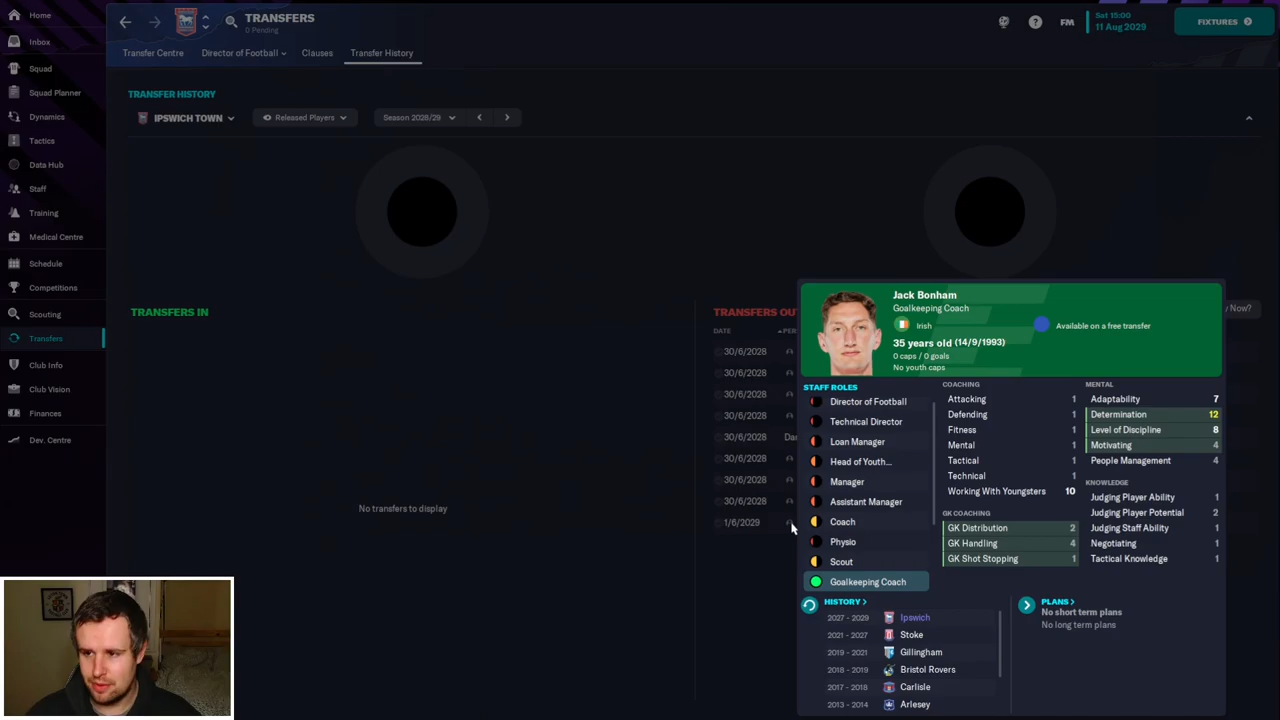 Home
TRANSFERS
0 Pending
FM
Sat 15:00
11 Aug 2029
FIXTURES
Inbox
Squad
Squad Planner
Dynamics
Tactics
Data Hub
Staff
Training
Medical Centre
Schedule
Competitions
Scouting
Transfers
Club Info
Club Vision
Finances
Dev. Centre
Transfer Centre
Director of Football
Clauses
Transfer History
TRANSFER HISTORY
IPSWICH TOWN
Released Players
Season 2028/29
TRANSFERS IN
No transfers to display
TRANSFERS OU
DATE
PER
30/6/2028
30/6/2028
30/6/2028
30/6/2028
30/6/2028 Dar
30/6/2028
30/6/2028
30/6/2028
1/6/2029
Now?
Jack Bonham
Goalkeeping Coach
Irish
Available on a free transfer
35 years old (14/9/1993)
0 caps / 0 goals
No youth caps
STAFF ROLES
Director of Football
Technical Director
Loan Manager
Head of Youth...
Manager
Assistant Manager
Coach
Physio
Scout
Goalkeeping Coach
COACHING
Attacking 1
Defending 1
Fitness 1
Mental 1
Tactical 1
Technical 1
Working With Youngsters 10
GK COACHING
GK Distribution 2
GK Handling 4
GK Shot Stopping 1
MENTAL
Adaptability 7
Determination 12
Level of Discipline 8
Motivating 4
People Management 4
KNOWLEDGE
Judging Player Ability 1
Judging Player Potential 2
Judging Staff Ability 1
Negotiating 1
Tactical Knowledge 1
HISTORY >
2027 - 2029 Ipswich
2021 - 2027 Stoke
2019 - 2021 Gillingham
2018 - 2019 Bristol Rovers
2017 - 2018 Carlisle
2013 - 2014 Arlesey
PLANS >
No short term plans
No long term plans